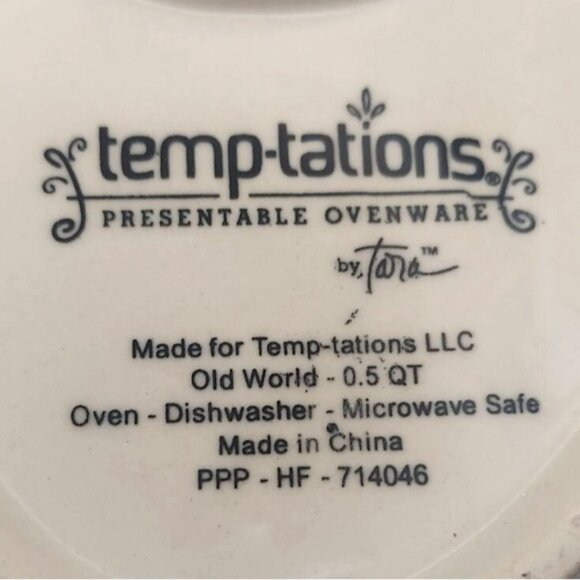 temp-tations®
PRESENTABLE OVENWARE
by Tara™
Made for Temp-tations LLC
Old World - 0.5 QT
Oven - Dishwasher - Microwave Safe
Made in China
PPP - HF - 714046